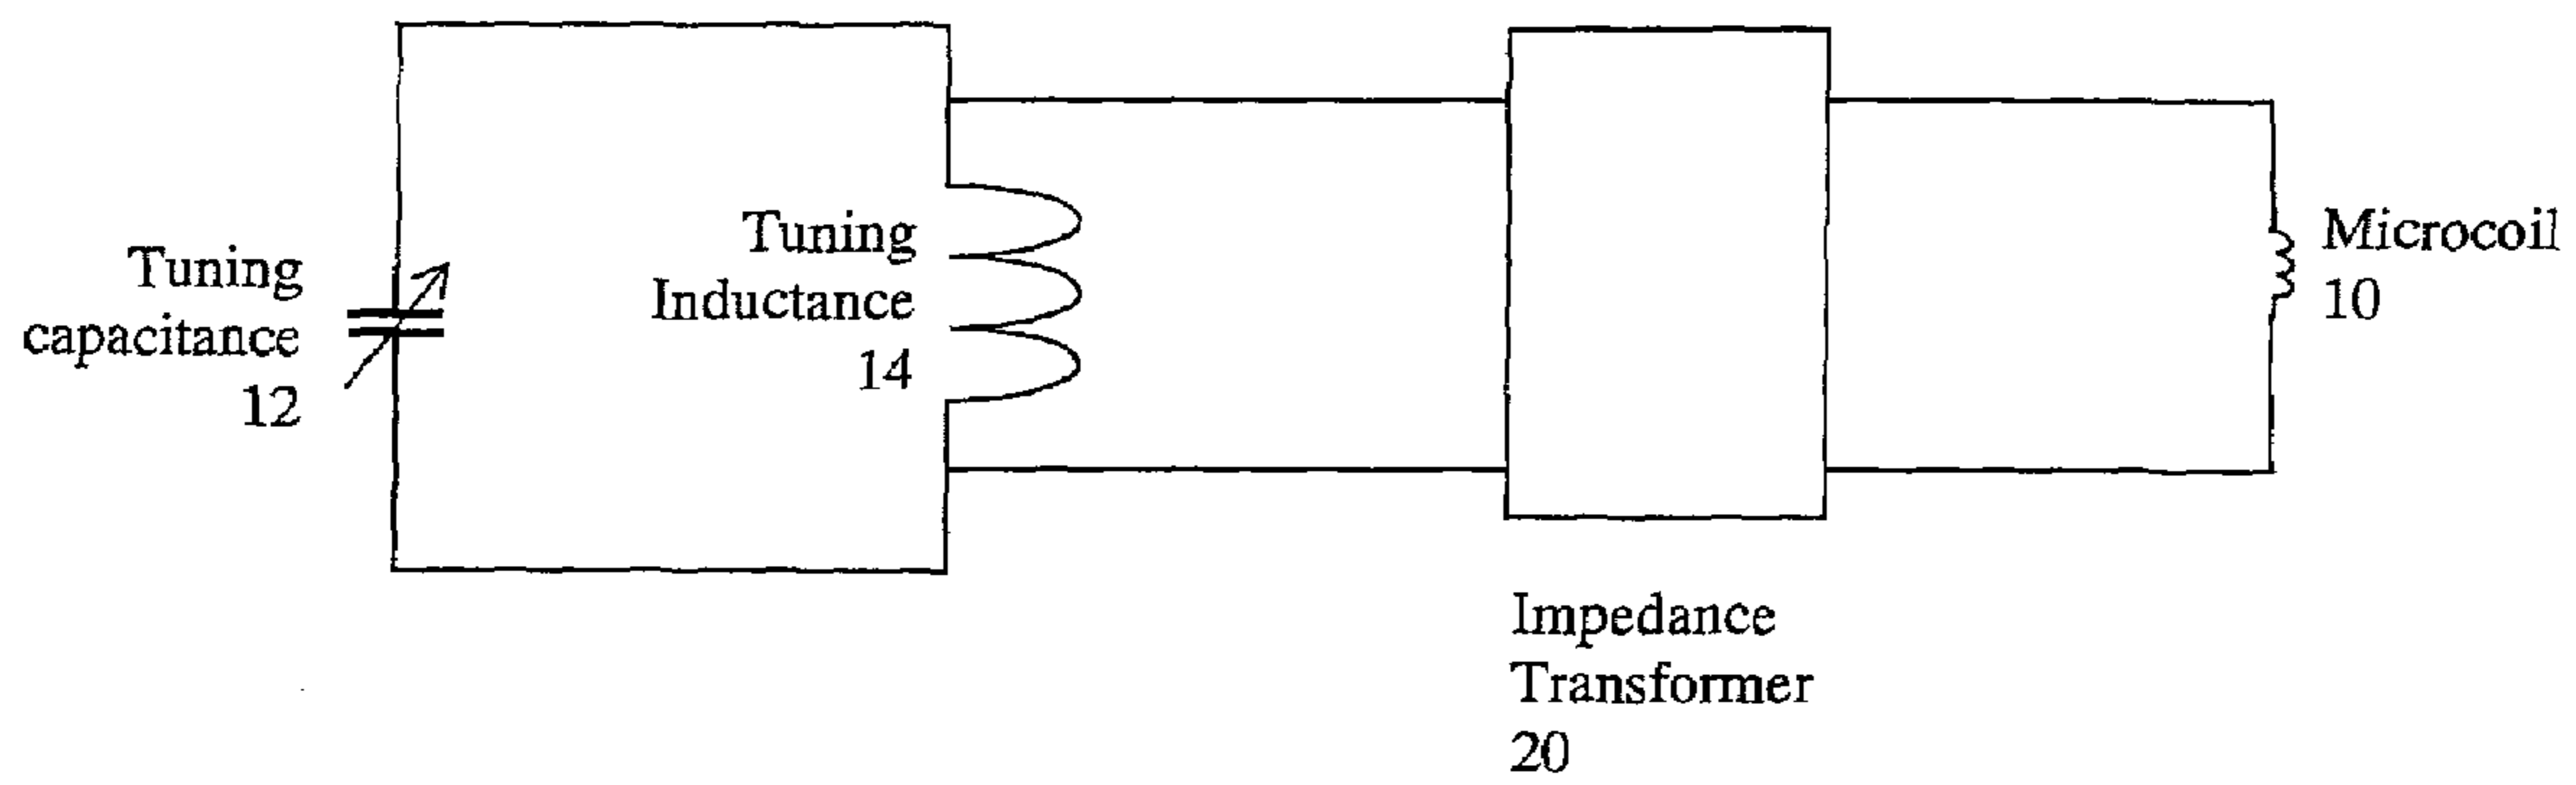 Tuning
capacitance
12
Tuning
Inductance
14
Microcoil
10
Impedance
Transformer
20